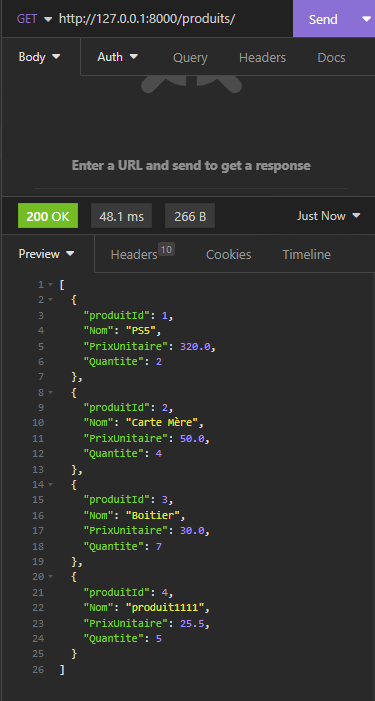 GET http://127.0.0.1:8000/produits/ Send
Body Auth Query Headers Docs
Enter a URL and send to get a response
200 OK 48.1 ms 266 B Just Now
Preview Headers 10 Cookies Timeline
1 [
2 {
3 "produitId": 1,
4 "Nom": "PS5",
5 "PrixUnitaire": 320.0,
6 "Quantite": 2
7 },
8 {
9 "produitId": 2,
10 "Nom": "Carte Mère",
11 "PrixUnitaire": 50.0,
12 "Quantite": 4
13 },
14 {
15 "produitId": 3,
16 "Nom": "Boitier",
17 "PrixUnitaire": 30.0,
18 "Quantite": 7
19 },
20 {
21 "produitId": 4,
22 "Nom": "produit1111",
23 "PrixUnitaire": 25.5,
24 "Quantite": 5
25 }
26 ]